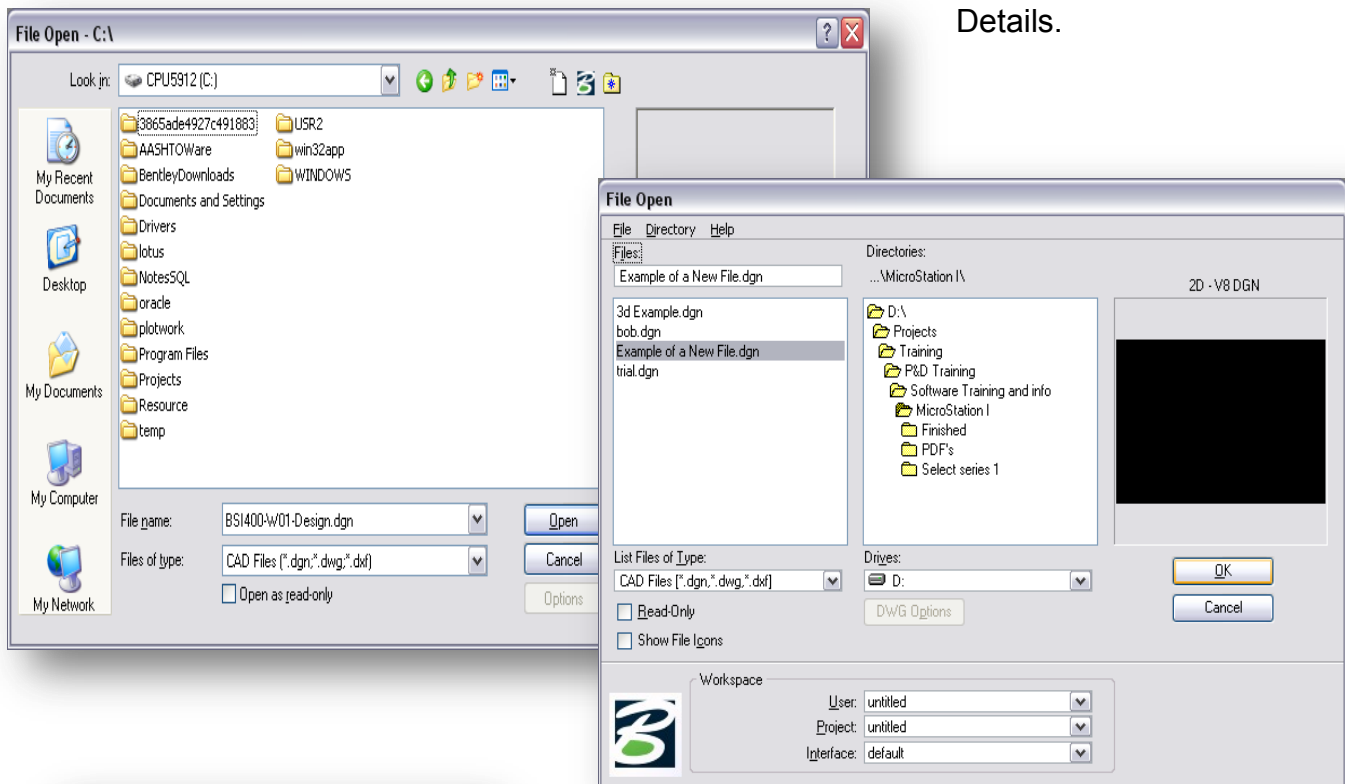 Details.
File Open - C:\
Look in: CPU5912 (C:)
My Recent Documents
Desktop
My Documents
My Computer
My Network
3865ade4927c491883
AASHTOWare
BentleyDownloads
Documents and Settings
Drivers
lotus
NotesSQL
oracle
plotwork
Program Files
Projects
Resource
temp
USR2
win32app
WINDOWS
File name: BSI400-W01-Design.dgn
Open
Files of type: CAD Files (*.dgn;*.dwg;*.dxf)
Cancel
Open as read-only
Options
File Open
File Directory Help
Files:
Example of a New File.dgn
3d Example.dgn
bob.dgn
Example of a New File.dgn
trial.dgn
List Files of Type:
CAD Files [*.dgn,*.dwg,*.dxf]
Read-Only
Show File Icons
Directories:
...\MicroStation I\
D:\
Projects
Training
P&D Training
Software Training and info
MicroStation I
Finished
PDF's
Select series 1
Drives:
D:
DWG Options
2D - V8 DGN
OK
Cancel
Workspace
User: untitled
Project: untitled
Interface: default